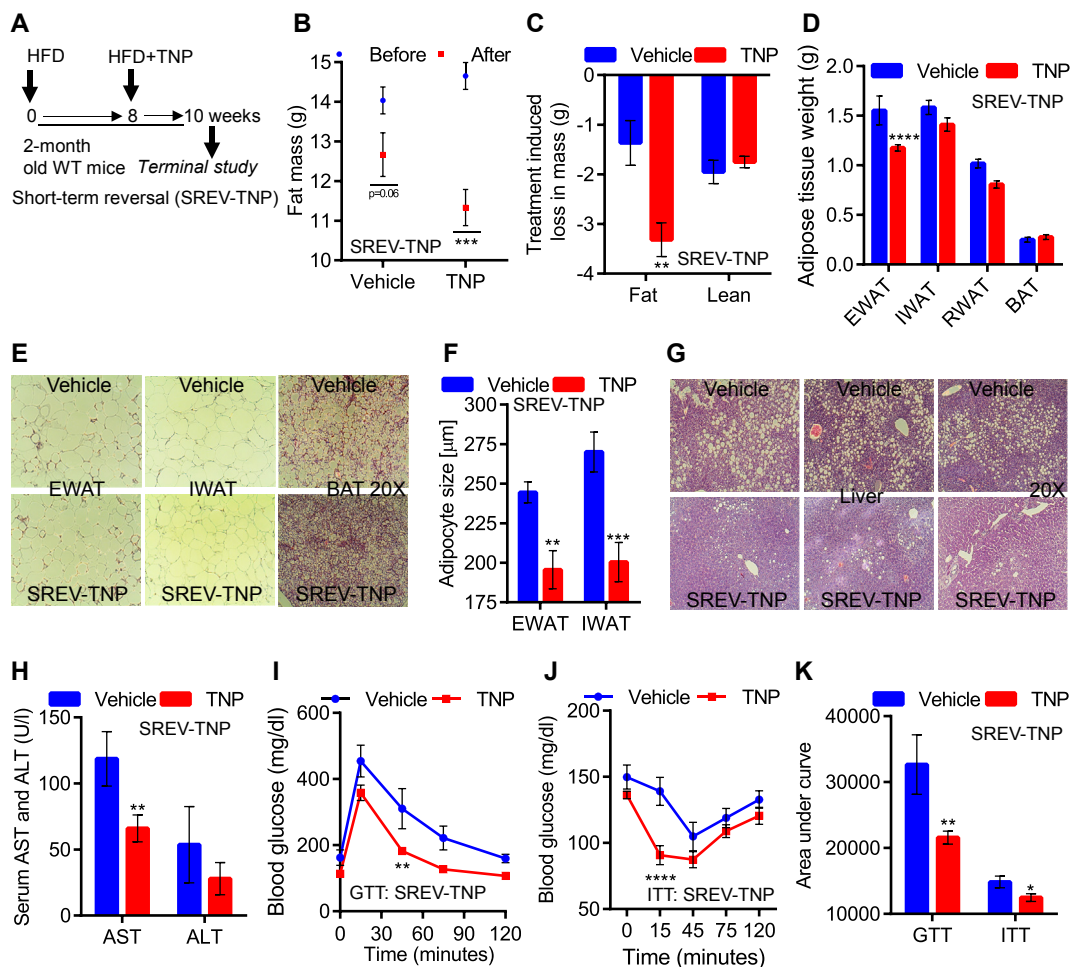 A
HFD
HFD+TNP
0
8
10 weeks
2-month
old WT mice
Terminal study
Short-term reversal (SREV-TNP)
B
Before
After
Fat mass (g)
15
14
13
12
11
10
p=0.06
***
SREV-TNP
Vehicle
TNP
C
Vehicle
TNP
Treatment induced
loss in mass (g)
0
-1
-2
-3
-4
**
SREV-TNP
Fat
Lean
D
Vehicle
TNP
SREV-TNP
Adipose tissue weight (g)
2.0
1.5
1.0
0.5
0.0
****
EWAT
IWAT
RWAT
BAT
E
Vehicle
Vehicle
Vehicle
EWAT
IWAT
BAT 20X
SREV-TNP
SREV-TNP
SREV-TNP
F
Vehicle
TNP
SREV-TNP
Adipocyte size [µm]
300
275
250
225
200
175
**
***
EWAT
IWAT
G
Vehicle
Vehicle
Vehicle
Liver
20X
SREV-TNP
SREV-TNP
SREV-TNP
H
Vehicle
TNP
SREV-TNP
Serum AST and ALT (U/l)
150
100
50
0
**
AST
ALT
I
Vehicle
TNP
Blood glucose (mg/dl)
600
400
200
0
**
GTT: SREV-TNP
0
30
60
90
120
Time (minutes)
J
Vehicle
TNP
Blood glucose (mg/dl)
200
150
100
50
****
ITT: SREV-TNP
0
15
45
75
120
Time (minutes)
K
Vehicle
TNP
SREV-TNP
Area under curve
40000
30000
20000
10000
**
*
GTT
ITT